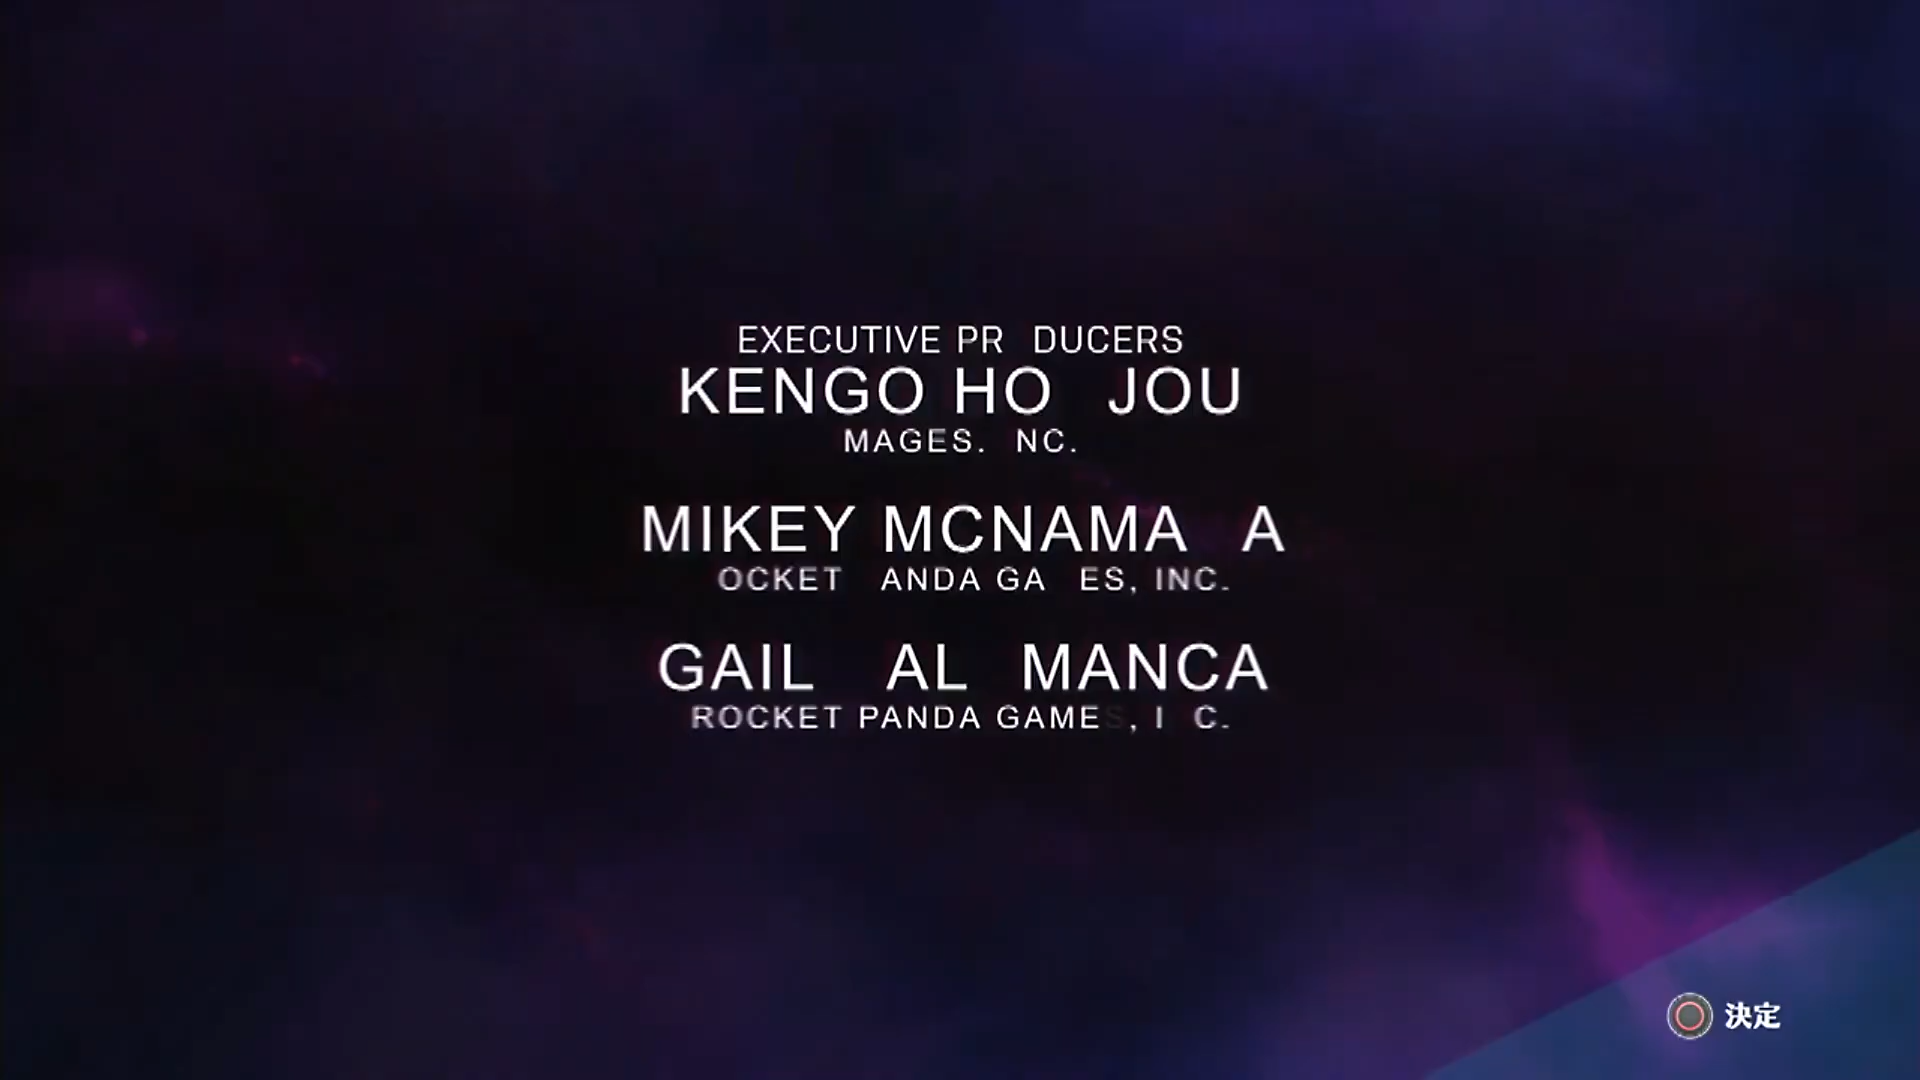 EXECUTIVE PR DUCERS
KENGO HO JOU
MAGES. NC.
MIKEY MCNAMA A
OCKET ANDA GA ES, INC.
GAIL AL MANCA
ROCKET PANDA GAMES, I C.
決定